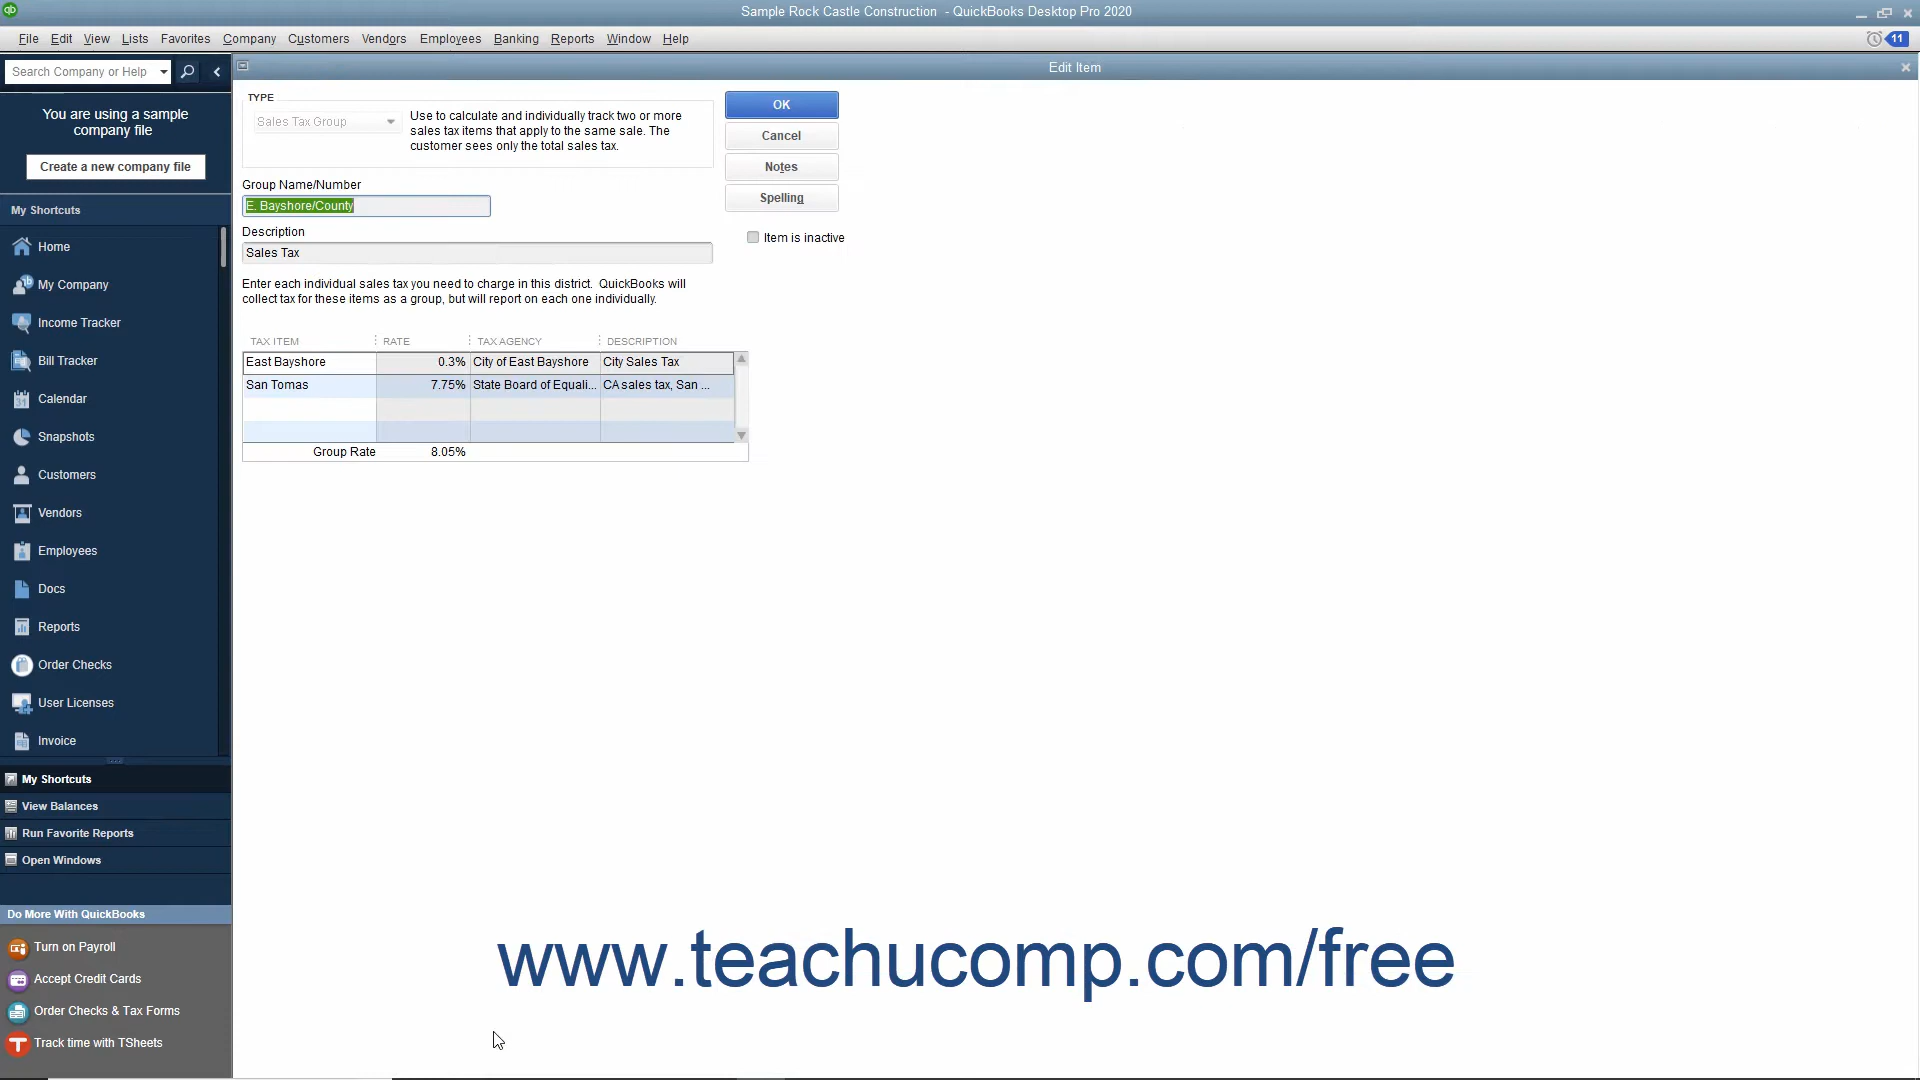 Sample Rock Castle Construction - QuickBooks Desktop Pro 2020
File Edit View Lists Favorites Company Customers Vendors Employees Banking Reports Window Help
11
Search Company or Help
Edit Item
You are using a sample
company file
Create a new company file
My Shortcuts
Home
My Company
Income Tracker
Bill Tracker
Calendar
Snapshots
Customers
Vendors
Employees
Docs
Reports
Order Checks
User Licenses
Invoice
My Shortcuts
View Balances
Run Favorite Reports
Open Windows
Do More With QuickBooks
Turn on Payroll
Accept Credit Cards
Order Checks & Tax Forms
Track time with TSheets
TYPE
Sales Tax Group
Use to calculate and individually track two or more
sales tax items that apply to the same sale. The
customer sees only the total sales tax.
OK
Cancel
Notes
Spelling
Item is inactive
Group Name/Number
E. Bayshore/County
Description
Sales Tax
Enter each individual sales tax you need to charge in this district. QuickBooks will
collect tax for these items as a group, but will report on each one individually.
TAX ITEM RATE TAX AGENCY DESCRIPTION
East Bayshore 0.3% City of East Bayshore City Sales Tax
San Tomas 7.75% State Board of Equali... CA sales tax, San ...
Group Rate 8.05%
www.teachucomp.com/free